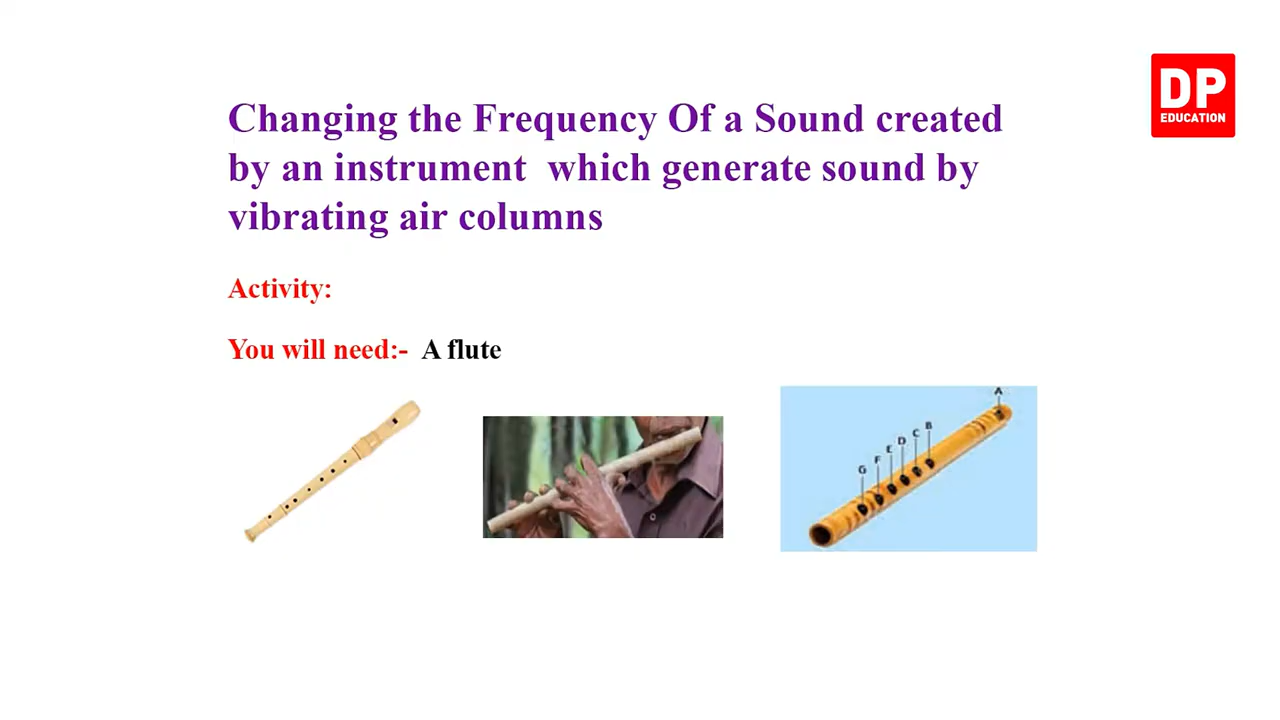 DP
EDUCATION
Changing the Frequency Of a Sound created
by an instrument which generate sound by
vibrating air columns
Activity:
You will need:- A flute
A
B
C
D
E
F
G